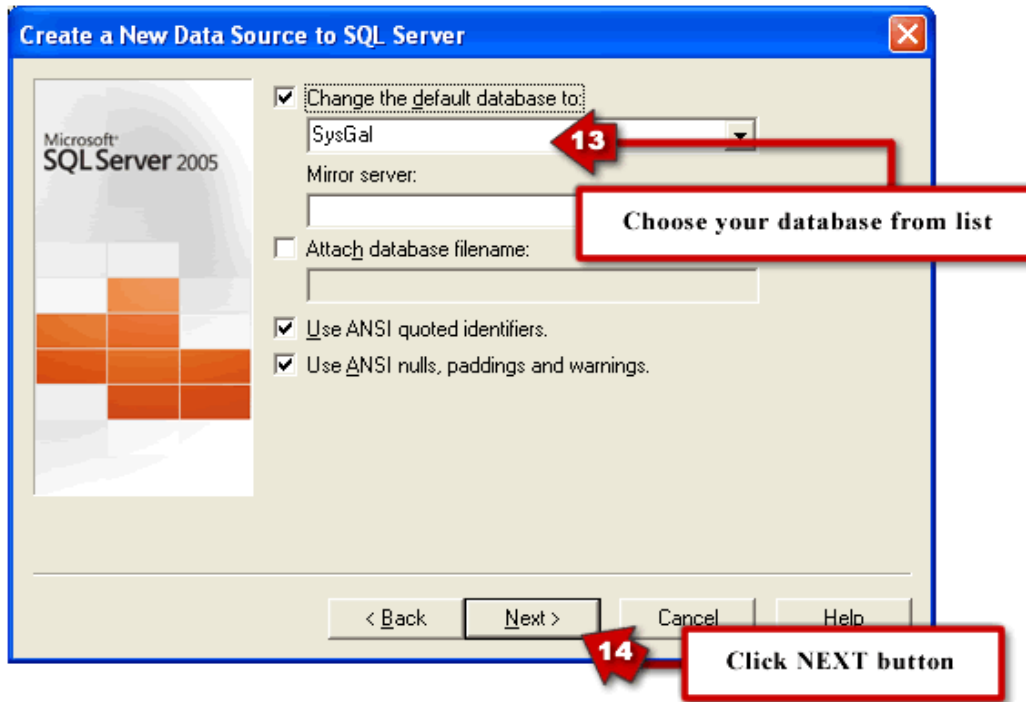 Create a New Data Source to SQL Server
Microsoft
SQL Server 2005
Change the default database to:
SysGal
13
Mirror server:
Choose your database from list
Attach database filename:
Use ANSI quoted identifiers.
Use ANSI nulls, paddings and warnings.
< Back
Next >
Cancel
Help
14
Click NEXT button